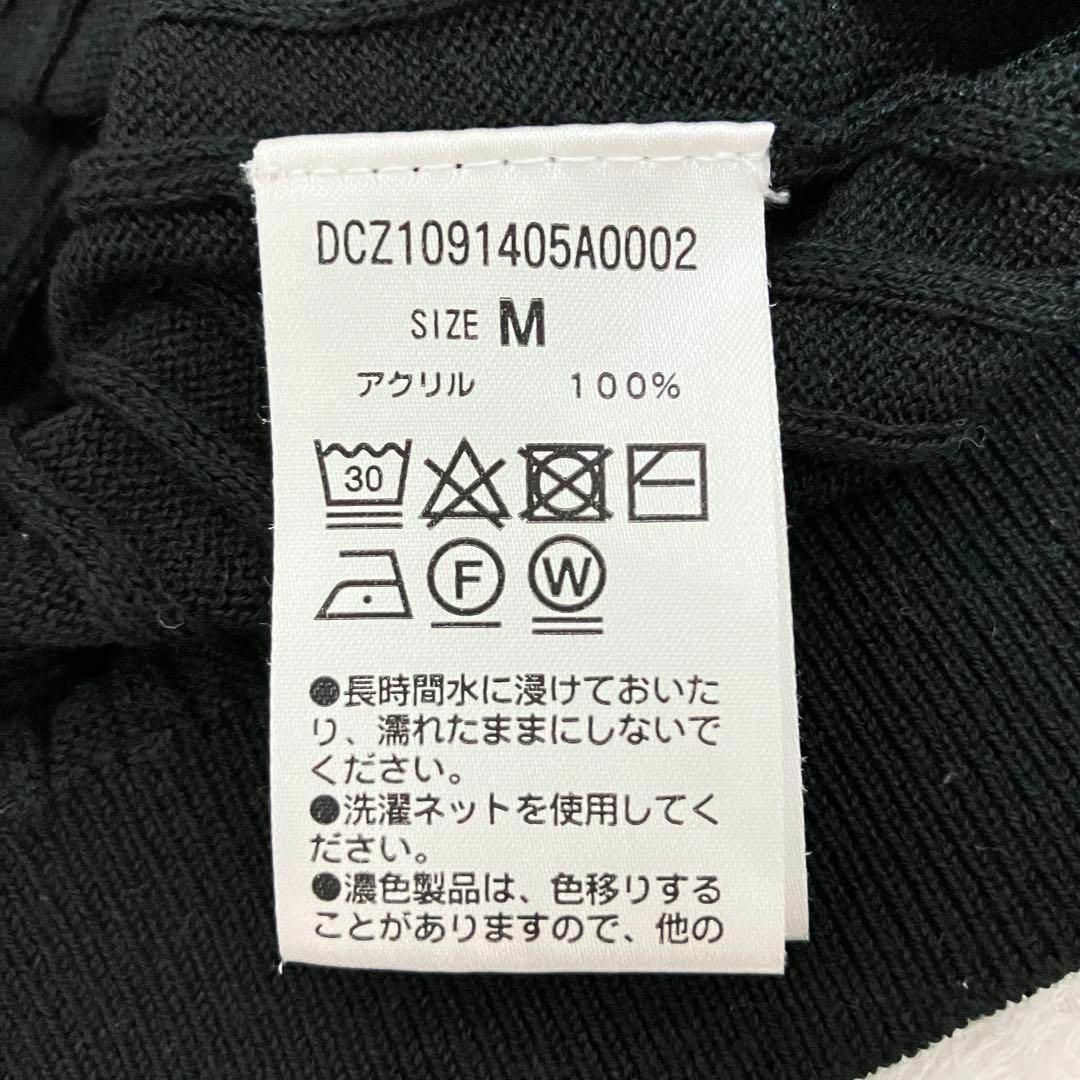 DCZ1091405A0002
SIZE M
アクリル 100%
30
F W
●長時間水に浸けておいた
り、濡れたままにしないで
ください。
●洗濯ネットを使用してく
ださい。
●濃色製品は、色移りする
ことがありますので、他の